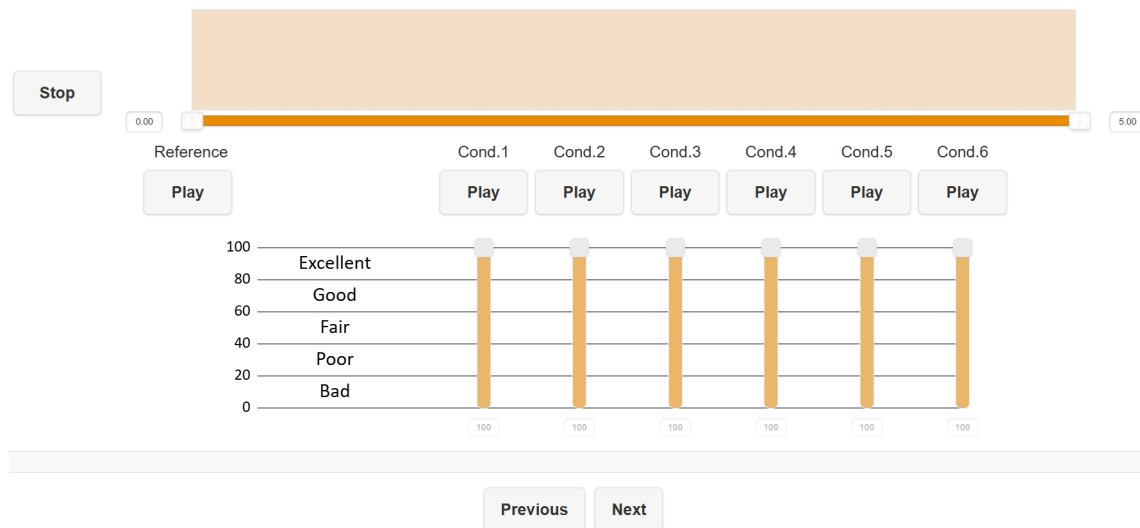 Stop
0.00 5.00
Reference Cond.1 Cond.2 Cond.3 Cond.4 Cond.5 Cond.6
Play Play Play Play Play Play Play
100
Excellent
80
Good
60
Fair
40
Poor
20
Bad
0
100 100 100 100 100 100
Previous Next